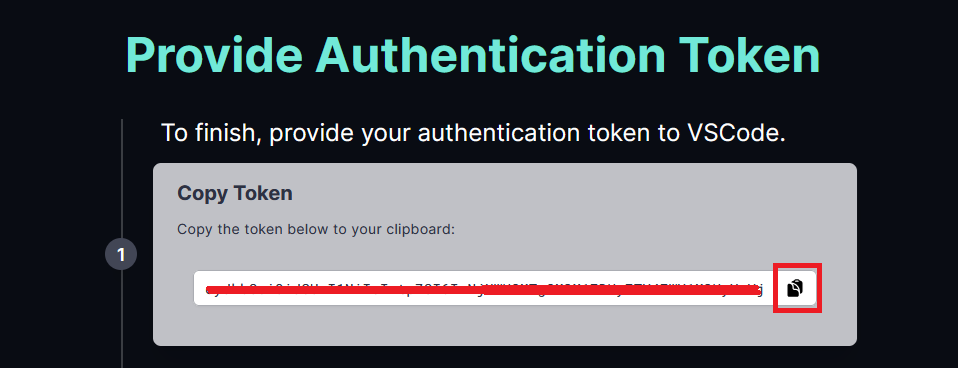 Provide Authentication Token
To finish, provide your authentication token to VSCode.
Copy Token
Copy the token below to your clipboard:
1